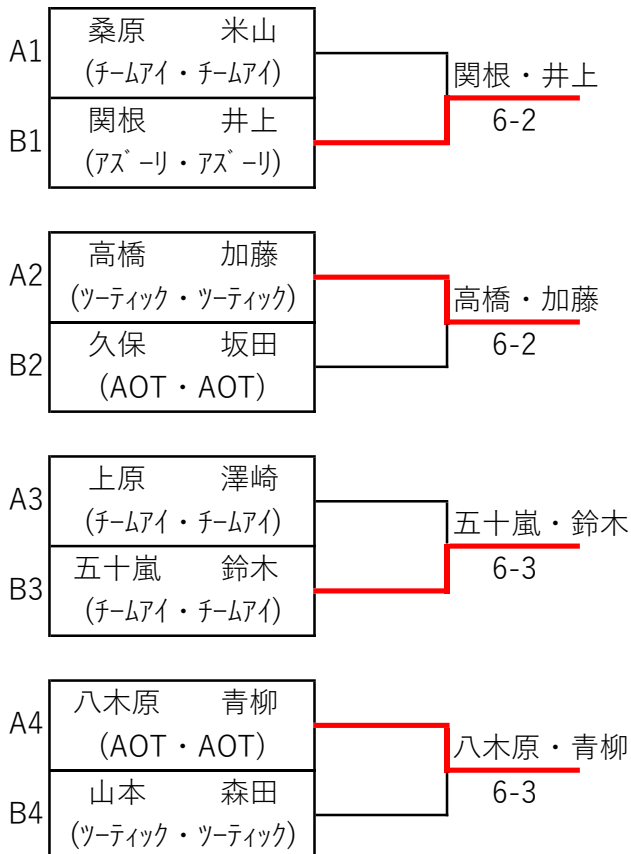 A1
桑原 米山
(ﾁｰﾑｱｲ・ﾁｰﾑｱｲ)
B1
関根 井上
(ｱｽﾞｰﾘ・ｱｽﾞｰﾘ)
関根・井上
6-2
A2
高橋 加藤
(ﾂｰﾃｨｯｸ・ﾂｰﾃｨｯｸ)
B2
久保 坂田
(AOT・AOT)
高橋・加藤
6-2
A3
上原 澤崎
(ﾁｰﾑｱｲ・ﾁｰﾑｱｲ)
B3
五十嵐 鈴木
(ﾁｰﾑｱｲ・ﾁｰﾑｱｲ)
五十嵐・鈴木
6-3
A4
八木原 青柳
(AOT・AOT)
B4
山本 森田
(ﾂｰﾃｨｯｸ・ﾂｰﾃｨｯｸ)
八木原・青柳
6-3